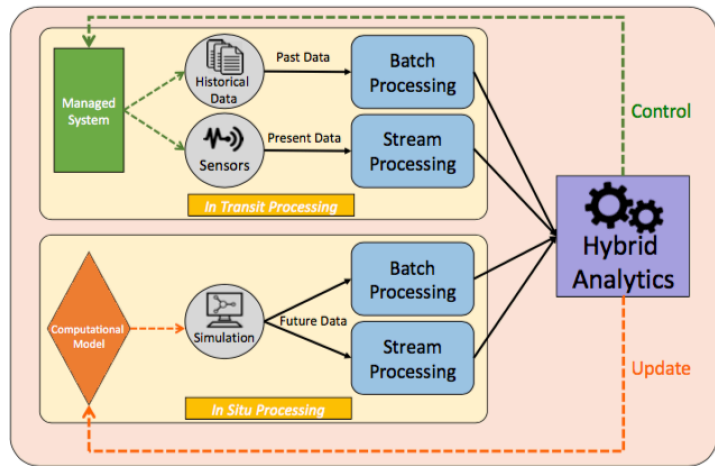 Managed
System
Historical
Data
Past Data
Batch
Processing
Sensors
Present Data
Stream
Processing
In Transit Processing
Control
Hybrid
Analytics
Computational
Model
Simulation
Future Data
Batch
Processing
Stream
Processing
In Situ Processing
Update